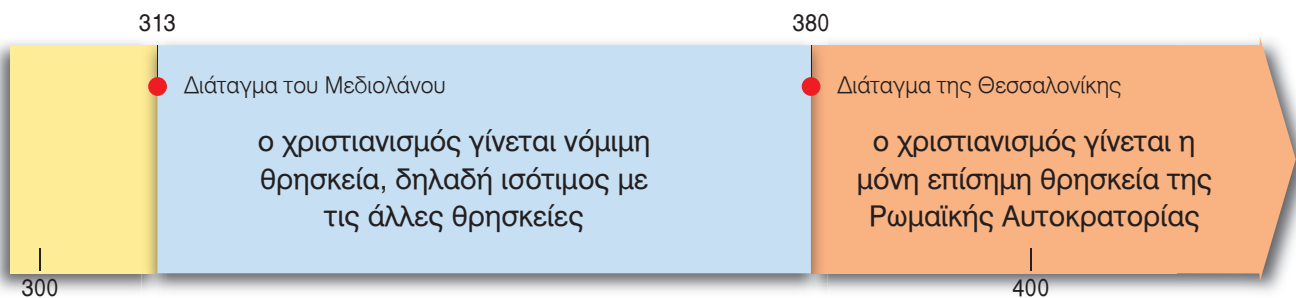 313
380
Διάταγμα του Μεδιολάνου
ο χριστιανισμός γίνεται νόμιμη
θρησκεία, δηλαδή ισότιμος με
τις άλλες θρησκείες
Διάταγμα της Θεσσαλονίκης
ο χριστιανισμός γίνεται η
μόνη επίσημη θρησκεία της
Ρωμαϊκής Αυτοκρατορίας
300
400